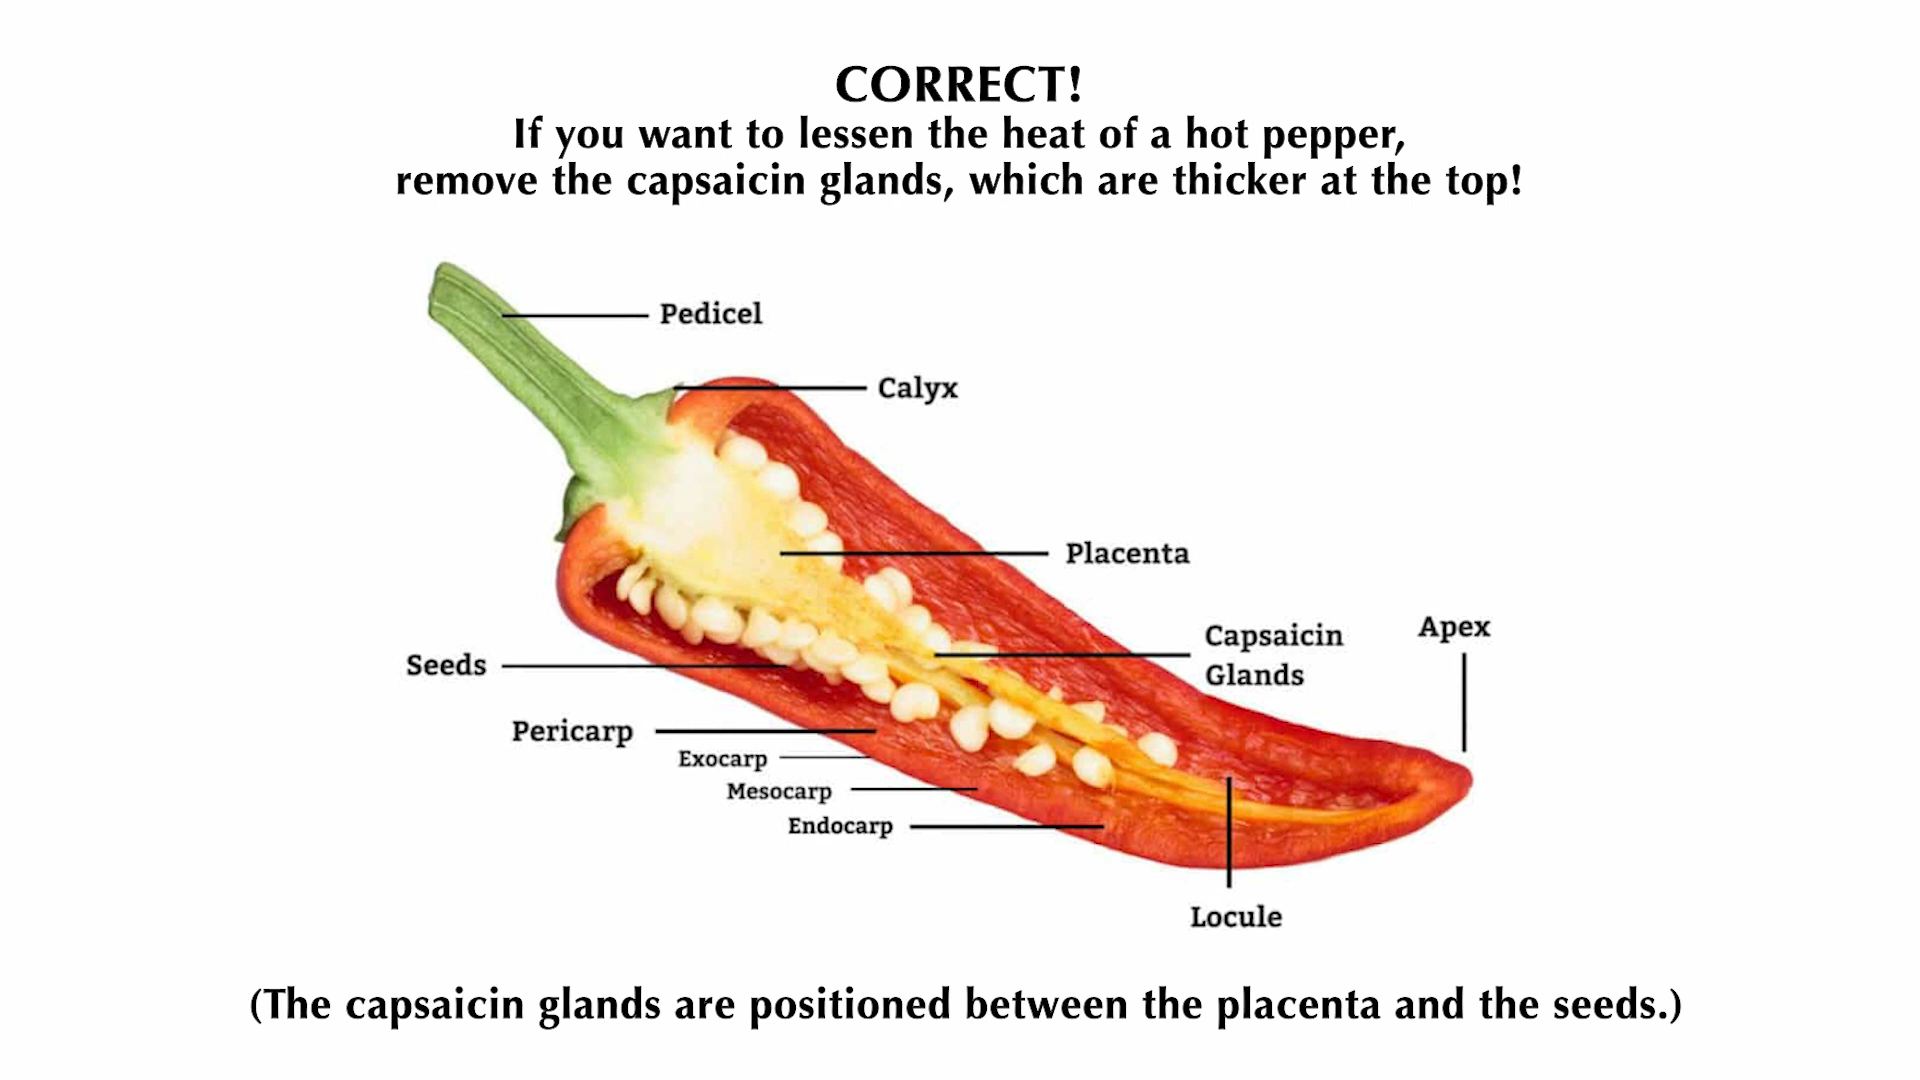 CORRECT!
If you want to lessen the heat of a hot pepper,
remove the capsaicin glands, which are thicker at the top!
Pedicel
Calyx
Placenta
Capsaicin
Glands
Apex
Seeds
Pericarp
Exocarp
Mesocarp
Endocarp
Locule
(The capsaicin glands are positioned between the placenta and the seeds.)